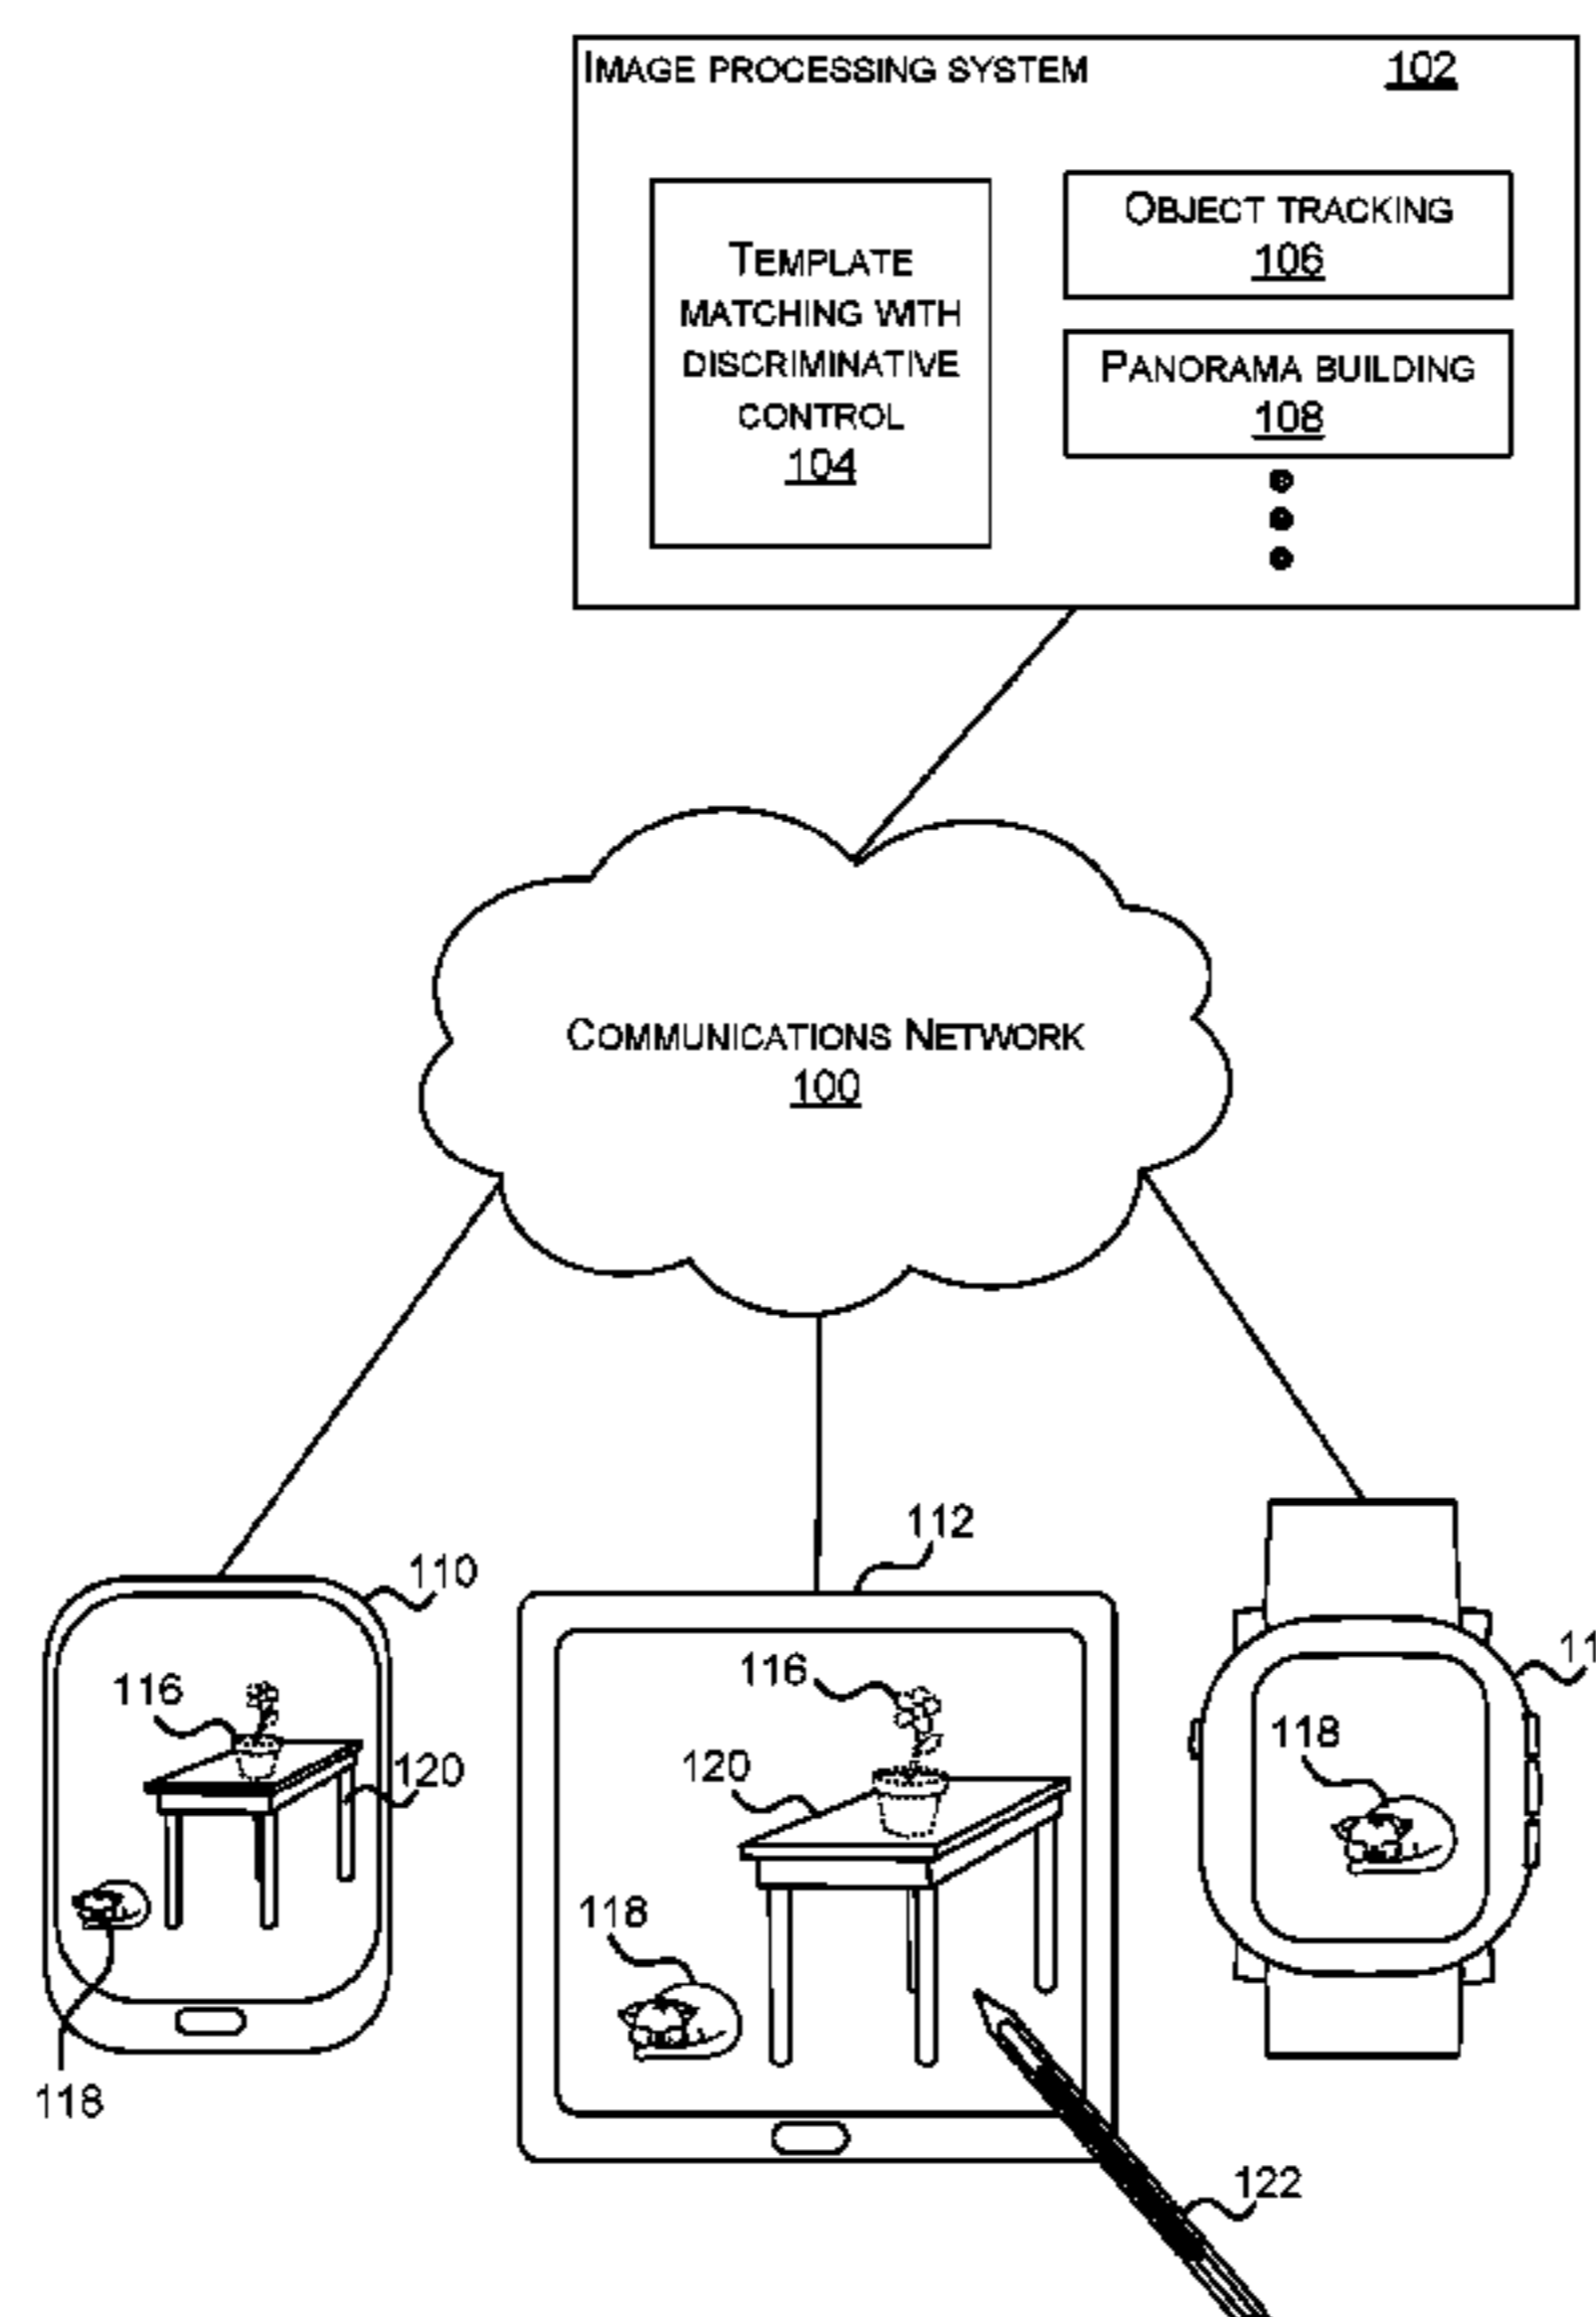 IMAGE PROCESSING SYSTEM 102
TEMPLATE
MATCHING WITH
DISCRIMINATIVE
CONTROL
104
OBJECT TRACKING
106
PANORAMA BUILDING
108
COMMUNICATIONS NETWORK
100
110
112
11
116
120
118
116
120
118
118
122